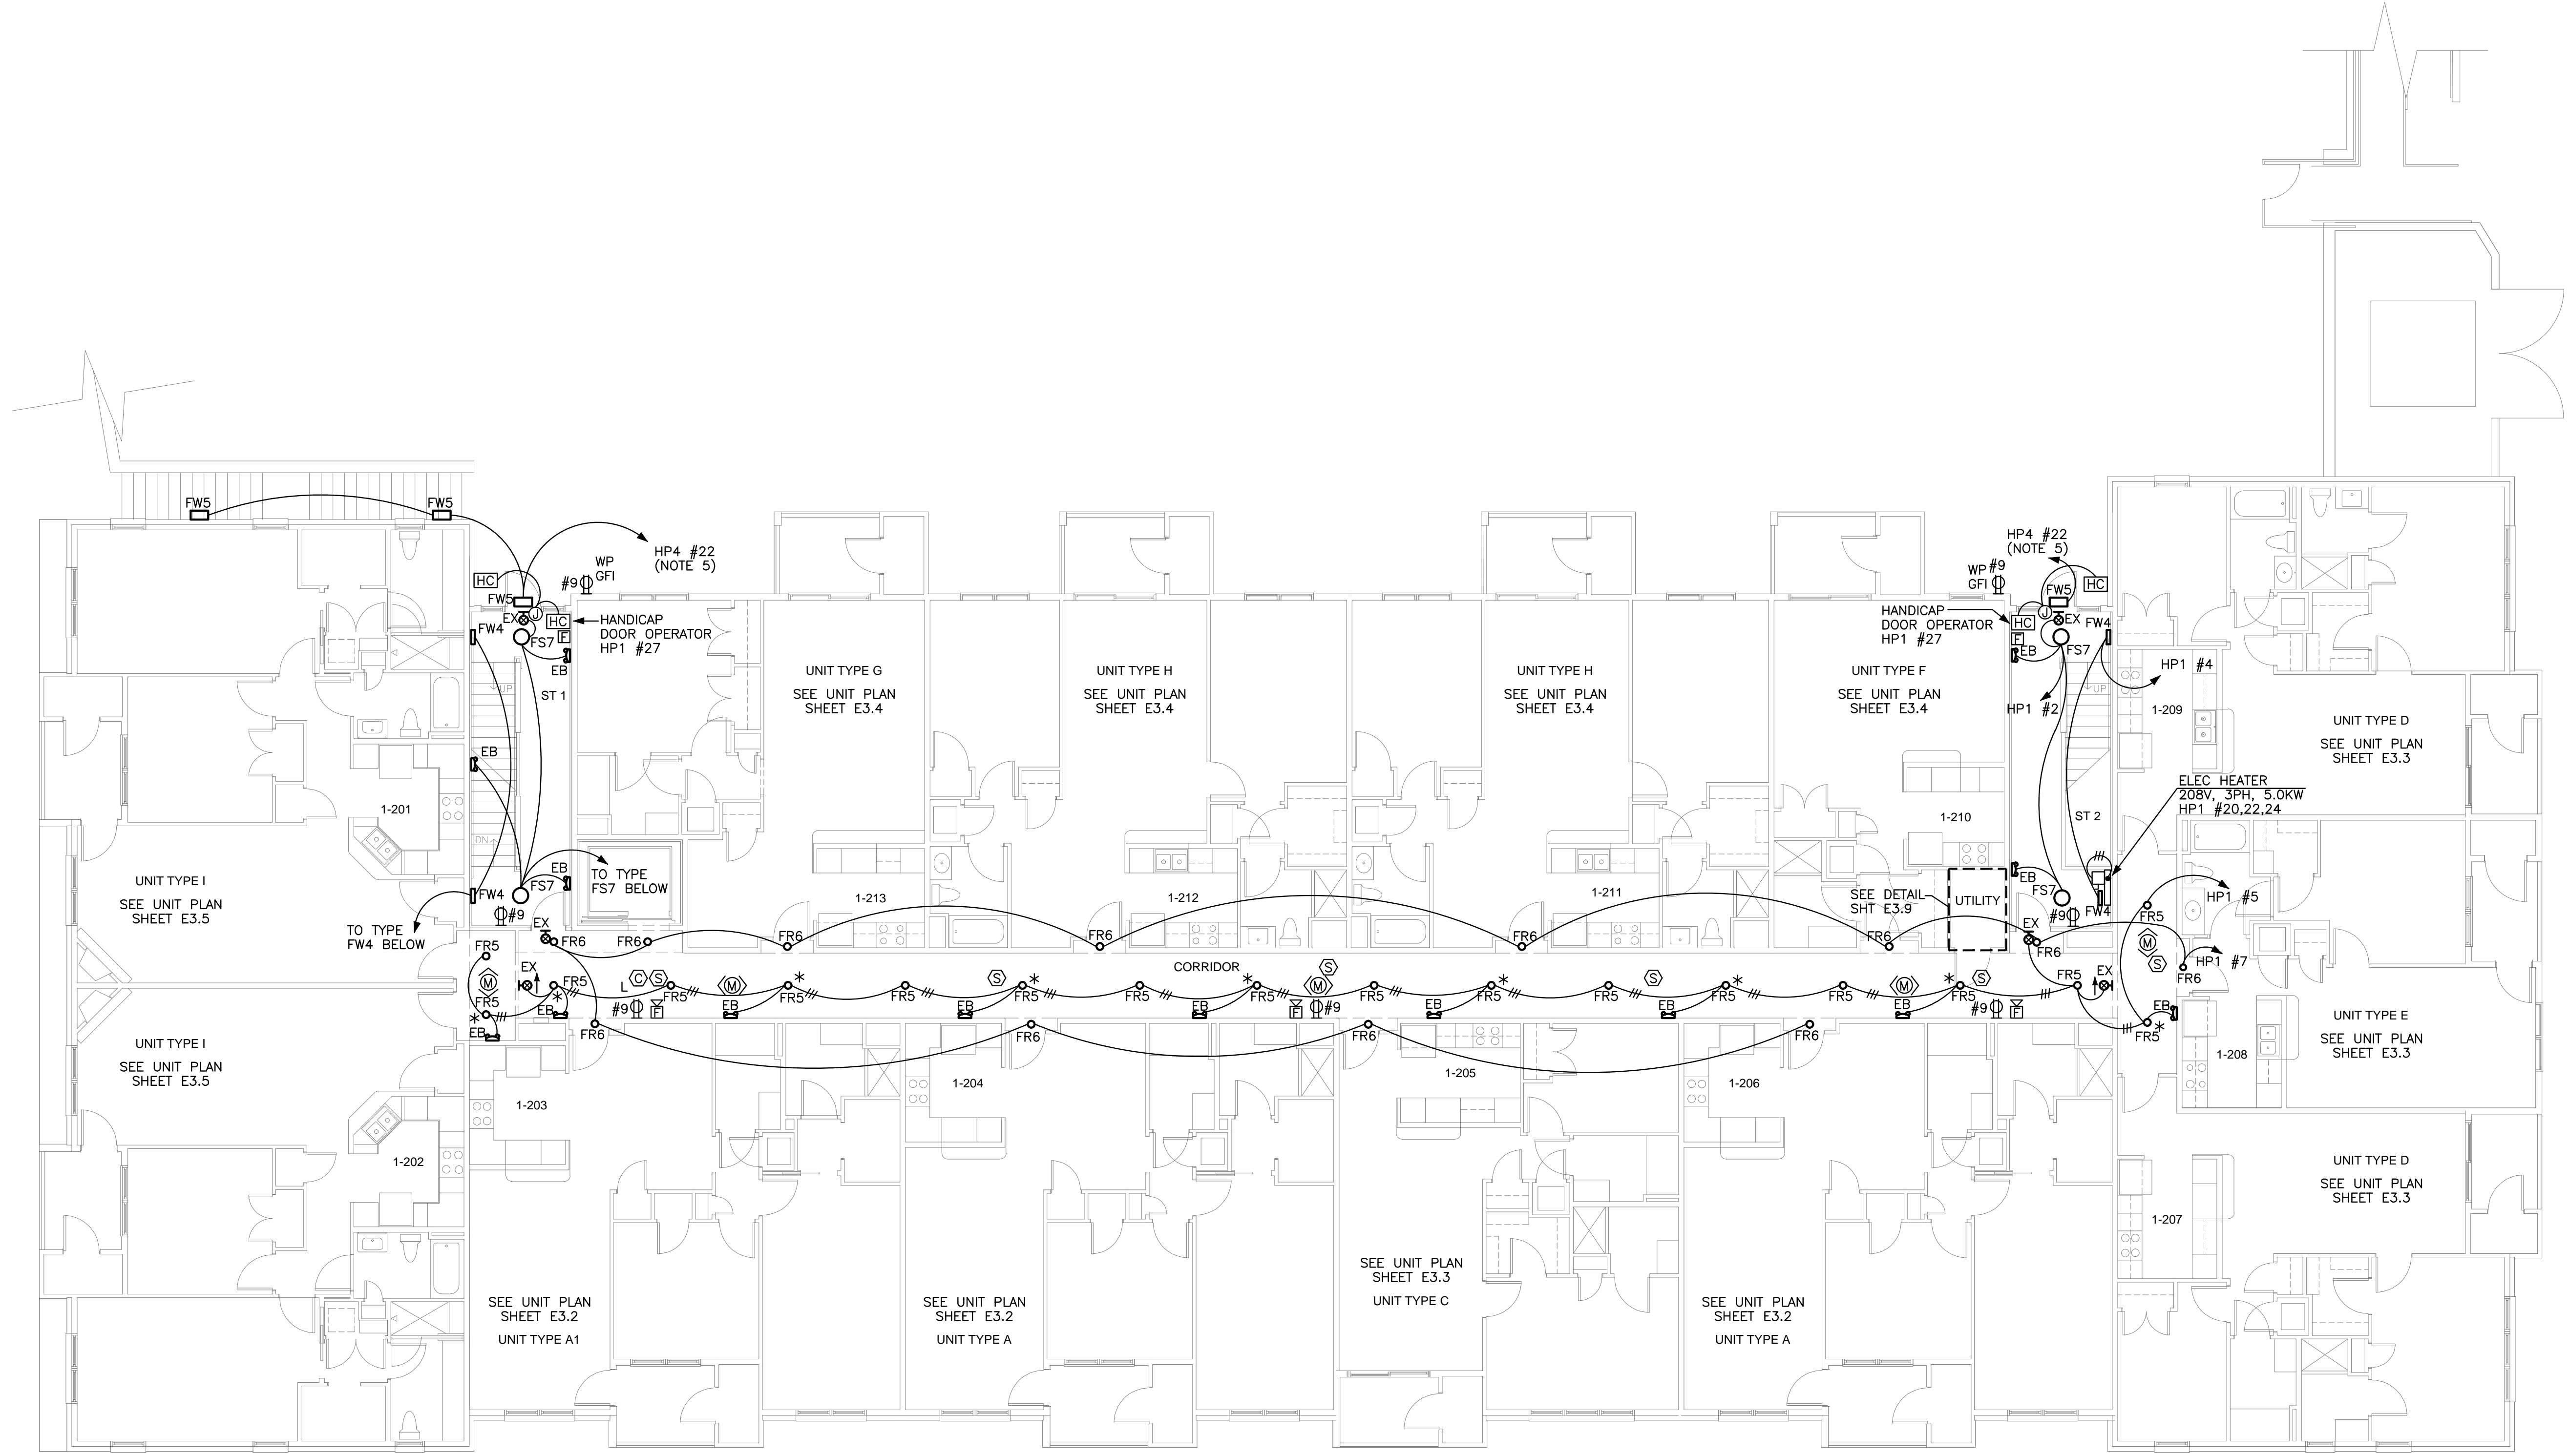 FW5
FW5
HP4 #22
(NOTE 5)
WP
GFI
#9
HC
FW5
J
HC
EX
FW4
FS7
F
EB
HANDICAP
DOOR OPERATOR
HP1 #27
UP
ST 1
EB
DN
EB
FS7
FW4
#9
TO TYPE
FS7 BELOW
TO TYPE
FW4 BELOW
HP4 #22
(NOTE 5)
WP
GFI
#9
HC
FW5
J
HC
EX
FW4
F
EB
FS7
HANDICAP
DOOR OPERATOR
HP1 #27
HP1 #4
HP1 #2
UP
ST 2
ELEC HEATER
208V, 3PH, 5.0KW
HP1 #20,22,24
EB
FS7
FW4
#9
UNIT TYPE G
SEE UNIT PLAN
SHEET E3.4
UNIT TYPE H
SEE UNIT PLAN
SHEET E3.4
UNIT TYPE H
SEE UNIT PLAN
SHEET E3.4
UNIT TYPE F
SEE UNIT PLAN
SHEET E3.4
1-209
UNIT TYPE D
SEE UNIT PLAN
SHEET E3.3
1-201
1-210
UNIT TYPE I
SEE UNIT PLAN
SHEET E3.5
1-213
1-212
1-211
SEE DETAIL
SHT E3.9
UTILITY
HP1 #5
HP1 #7
EX
FR6
FR6
FR6
FR6
FR6
FR6
EX
FR6
FR5
M
S
FR6
CORRIDOR
FR5
M
FR5
*
EB
EX
FR5
*
EB
L
C
S
FR5
#9
F
M
EB
FR5
*
FR5
S
EB
FR5
*
FR5
EB
FR5
*
F
#9
M
S
FR5
EB
FR5
*
FR5
S
EB
FR5
*
FR5
M
EB
FR5
*
S
#9
F
FR5
EX
FR5
*
EB
FR6
FR6
FR6
FR6
UNIT TYPE I
SEE UNIT PLAN
SHEET E3.5
1-203
1-204
1-205
1-206
1-208
UNIT TYPE E
SEE UNIT PLAN
SHEET E3.3
1-202
1-207
UNIT TYPE D
SEE UNIT PLAN
SHEET E3.3
SEE UNIT PLAN
SHEET E3.2
UNIT TYPE A1
SEE UNIT PLAN
SHEET E3.2
UNIT TYPE A
SEE UNIT PLAN
SHEET E3.3
UNIT TYPE C
SEE UNIT PLAN
SHEET E3.2
UNIT TYPE A